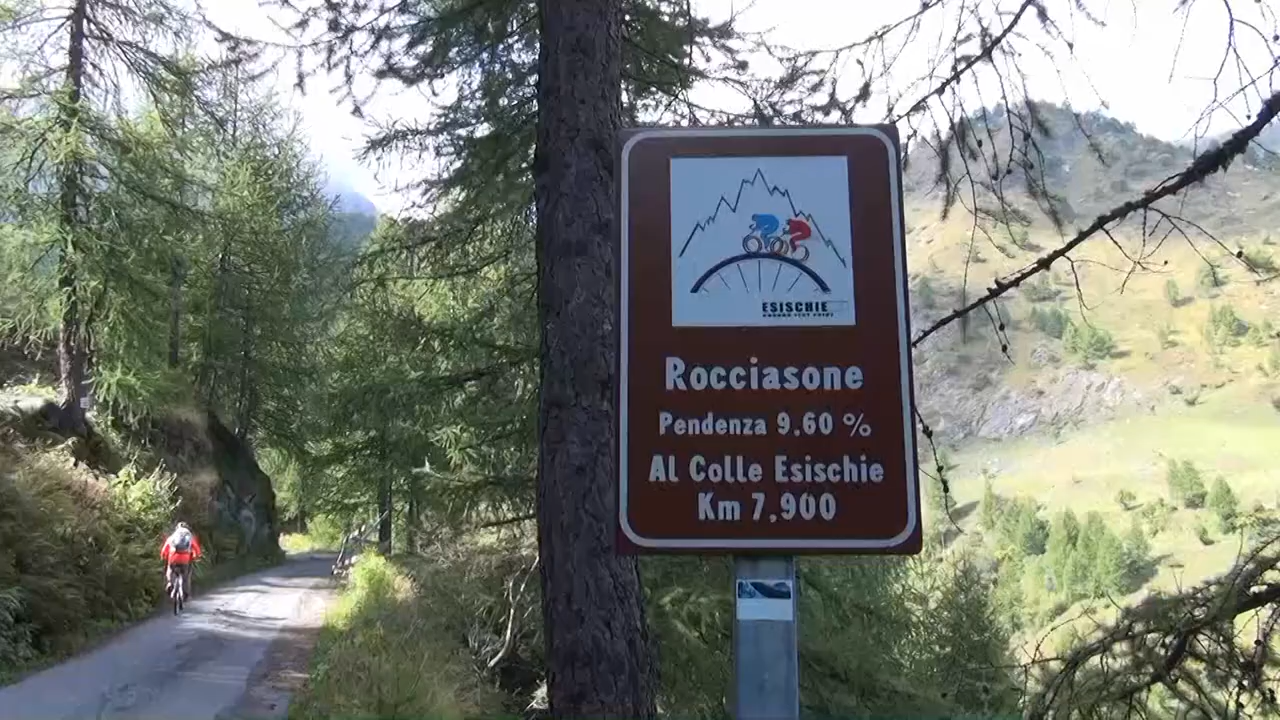 ESISCHIE
Rocciasone
Pendenza 9.60 %
Al Colle Esischie
Km 7,900